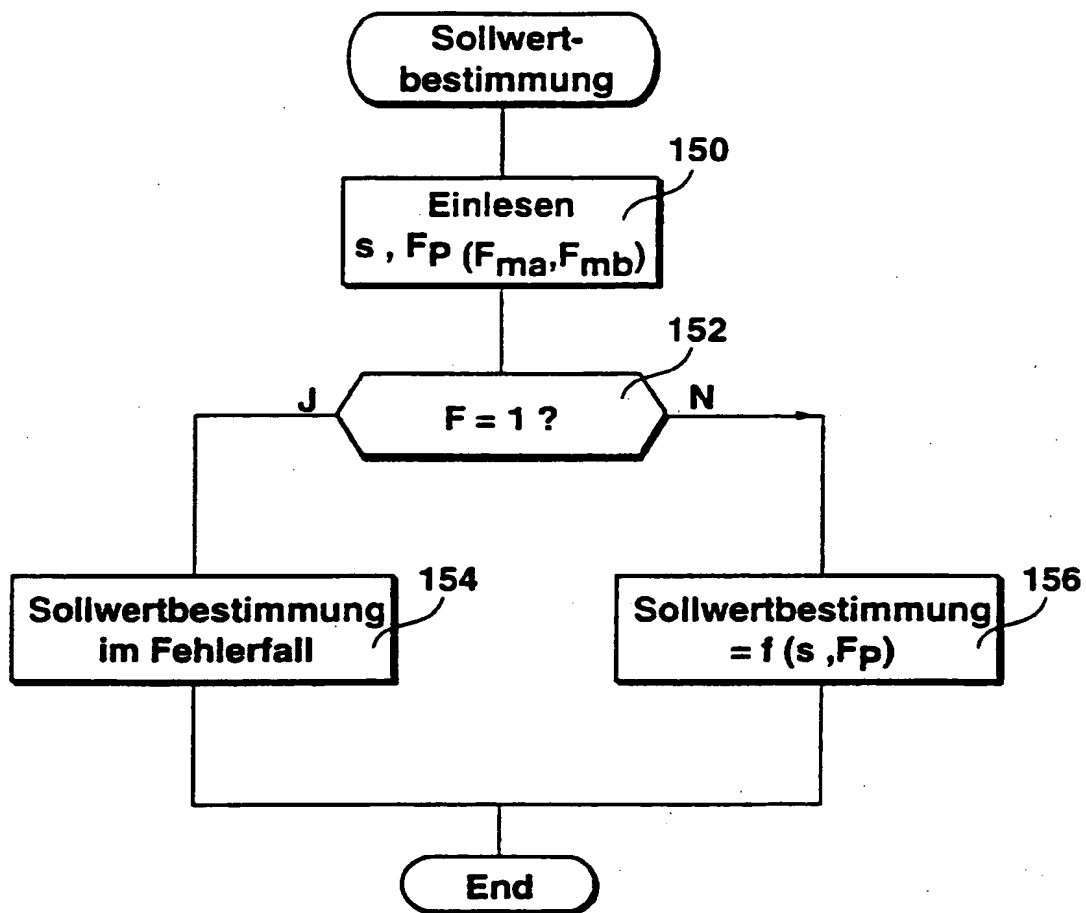 Sollwert-
bestimmung
150
Einlesen
s , Fp (Fma,Fmb)
152
J
F = 1 ?
N
154
Sollwertbestimmung
im Fehlerfall
156
Sollwertbestimmung
= f (s ,Fp)
End